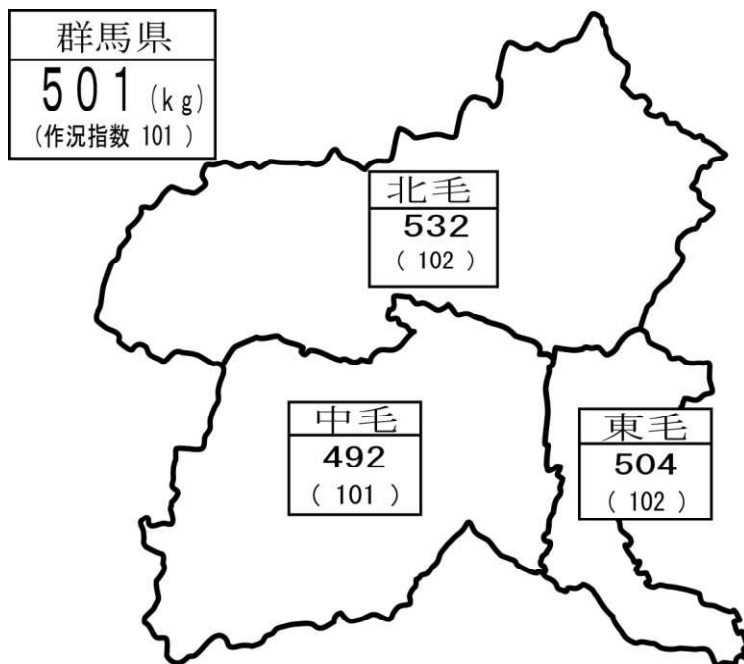 群馬県
501(kg)
(作況指数 101 )
北毛
532
( 102 )
中毛
492
( 101 )
東毛
504
( 102 )